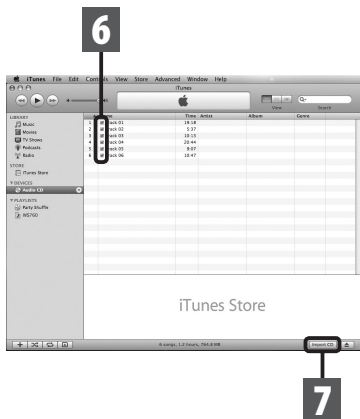 6
iTunes File Edit Controls View Store Advanced Window Help
iTunes
View Search
LIBRARY
Music
Movies
TV Shows
Podcasts
Radio
STORE
iTunes Store
DEVICES
Audio CD
PLAYLISTS
Party Shuffle
WS760
Time Artist Album Genre
1 Track 01 19:18
2 Track 02 5:37
3 Track 03 10:13
4 Track 04 20:44
5 Track 05 9:07
6 Track 06 10:47
iTunes Store
6 songs, 1.2 hours, 764.8 MB
Import CD
7